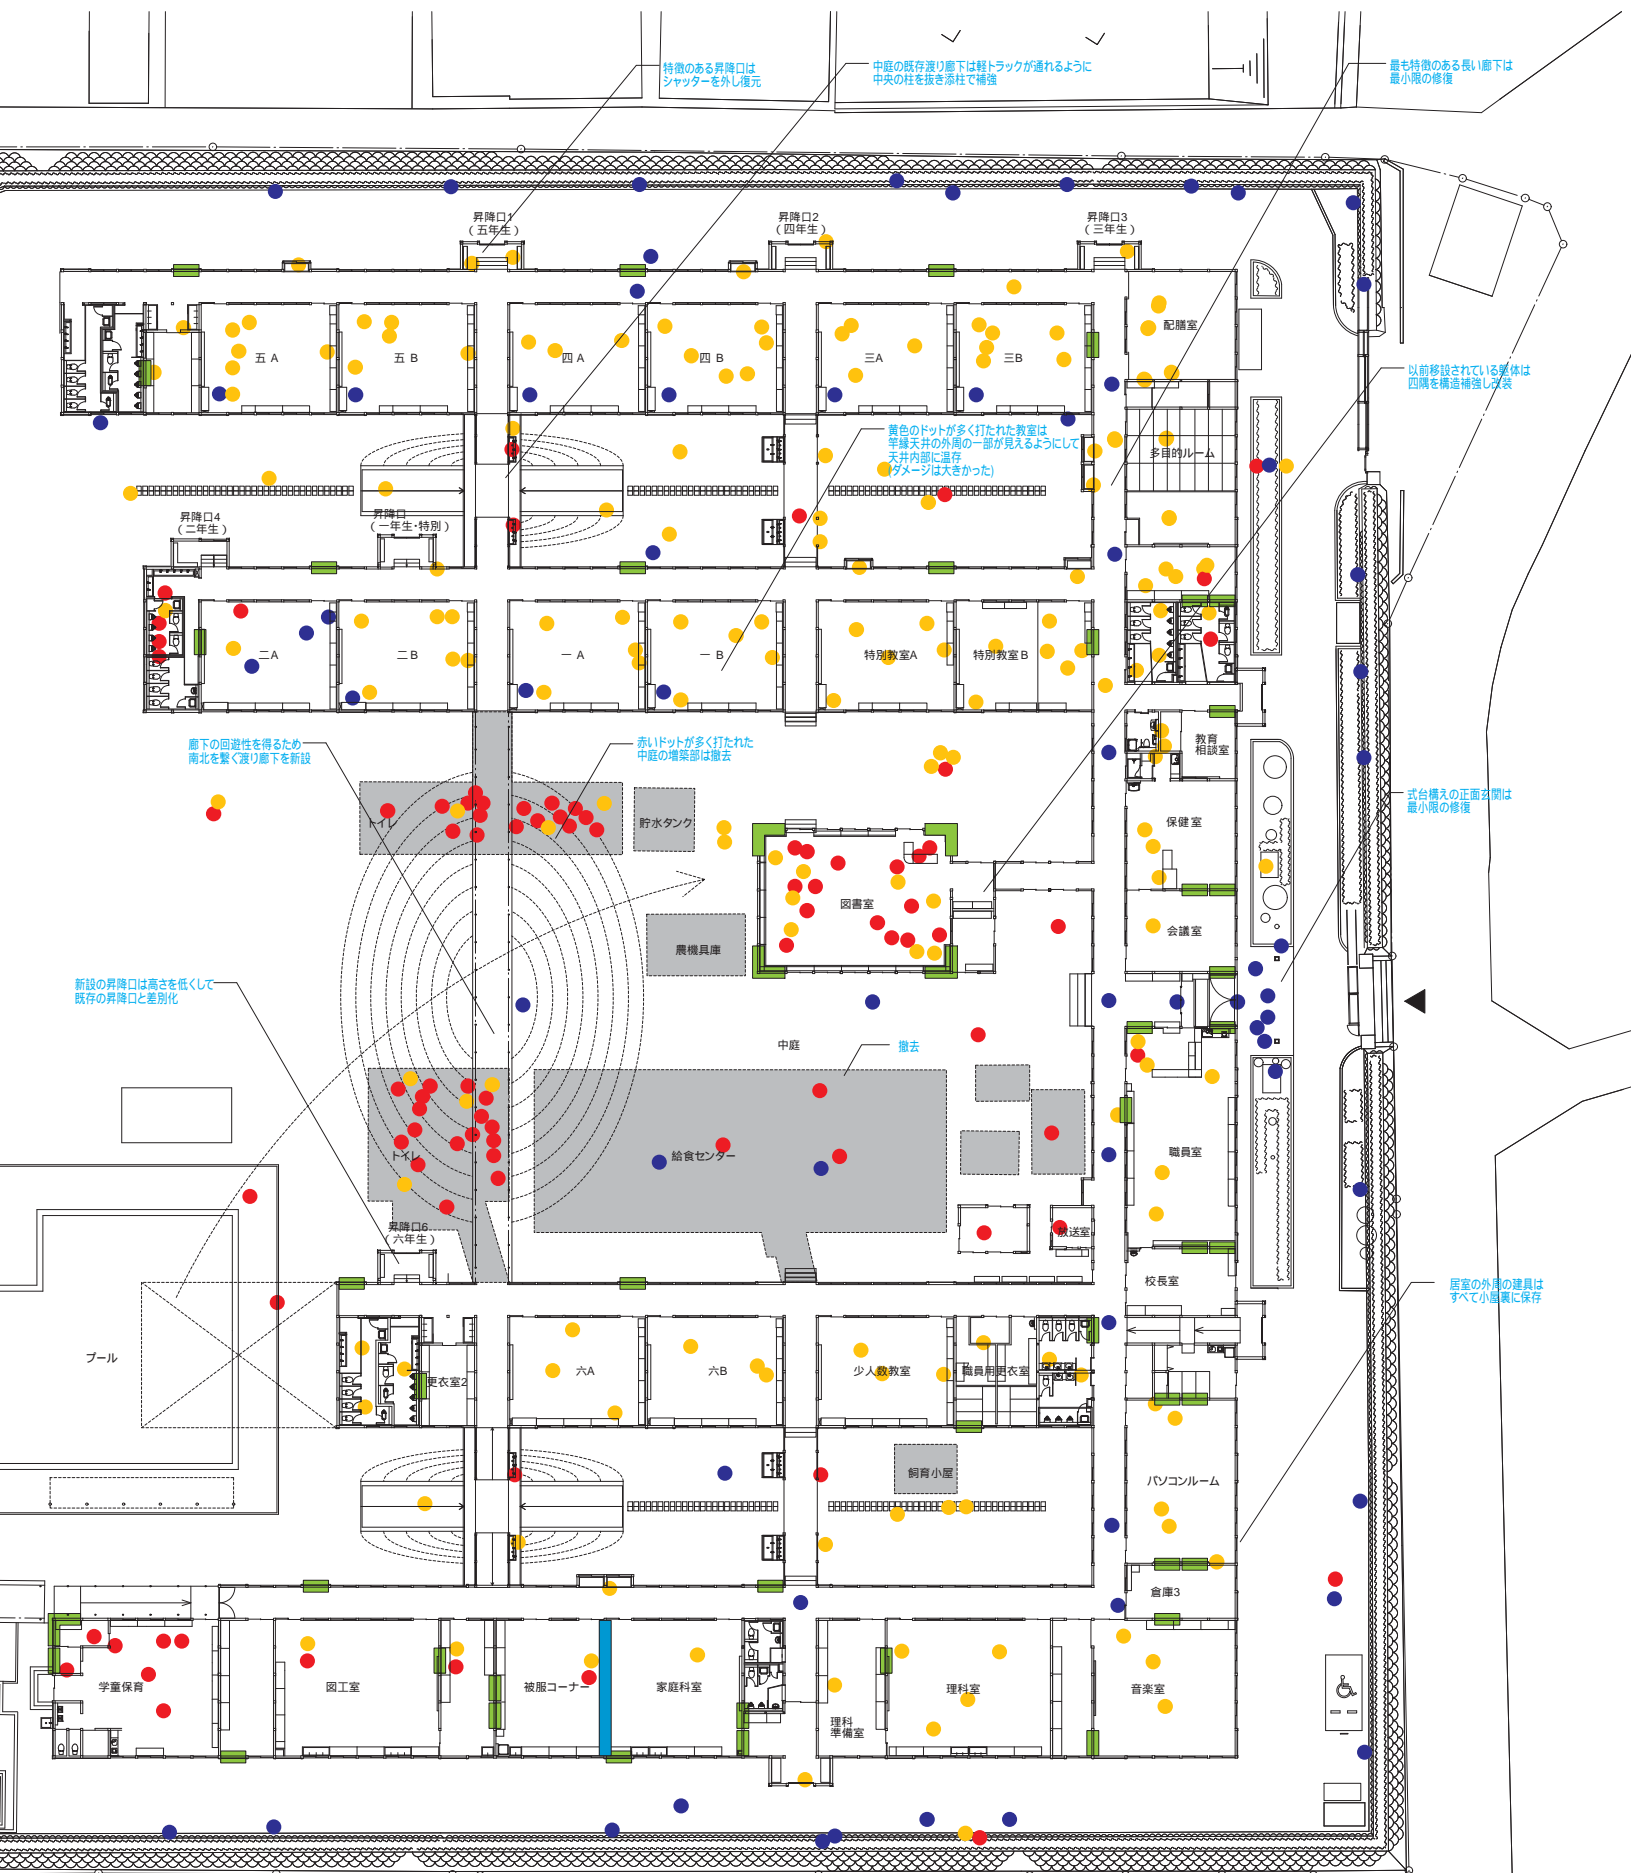 特徴のある昇降口は
シャッターを外し復元
中庭の既存渡り廊下は軽トラックが通れるように
中央の柱を抜き添柱で補強
最も特徴のある長い廊下は
最小限の修復
昇降口1
（五年生）
昇降口2
（四年生）
昇降口3
（三年生）
配膳室
五 A
五 B
四 A
四 B
三A
三B
以前移設されている躯体は
四隅を構造補強し改装
黄色のドットが多く打たれた教室は
竿縁天井の外周の一部が見えるようにして
天井内部に温存
(ダメージは大きかった)
多目的ルーム
昇降口4
（二年生）
昇降口
（一年生・特別）
二A
二B
一 A
一 B
特別教室A
特別教室 B
廊下の回遊性を得るため
南北を繋ぐ渡り廊下を新設
赤いドットが多く打たれた
中庭の増築部は撤去
教育
相談室
式台構えの正面玄関は
最小限の修復
トイレ
貯水タンク
保健室
図書室
農機具庫
会議室
新設の昇降口は高さを低くして
既存の昇降口と差別化
中庭
撤去
トイレ
給食センター
職員室
昇降口6
（六年生）
放送室
校長室
居室の外周の建具は
すべて小屋裏に保存
プール
更衣室2
六A
六B
少人数教室
職員用更衣室
飼育小屋
パソコンルーム
倉庫3
学童保育
図工室
被服コーナー
家庭科室
理科
準備室
理科室
音楽室